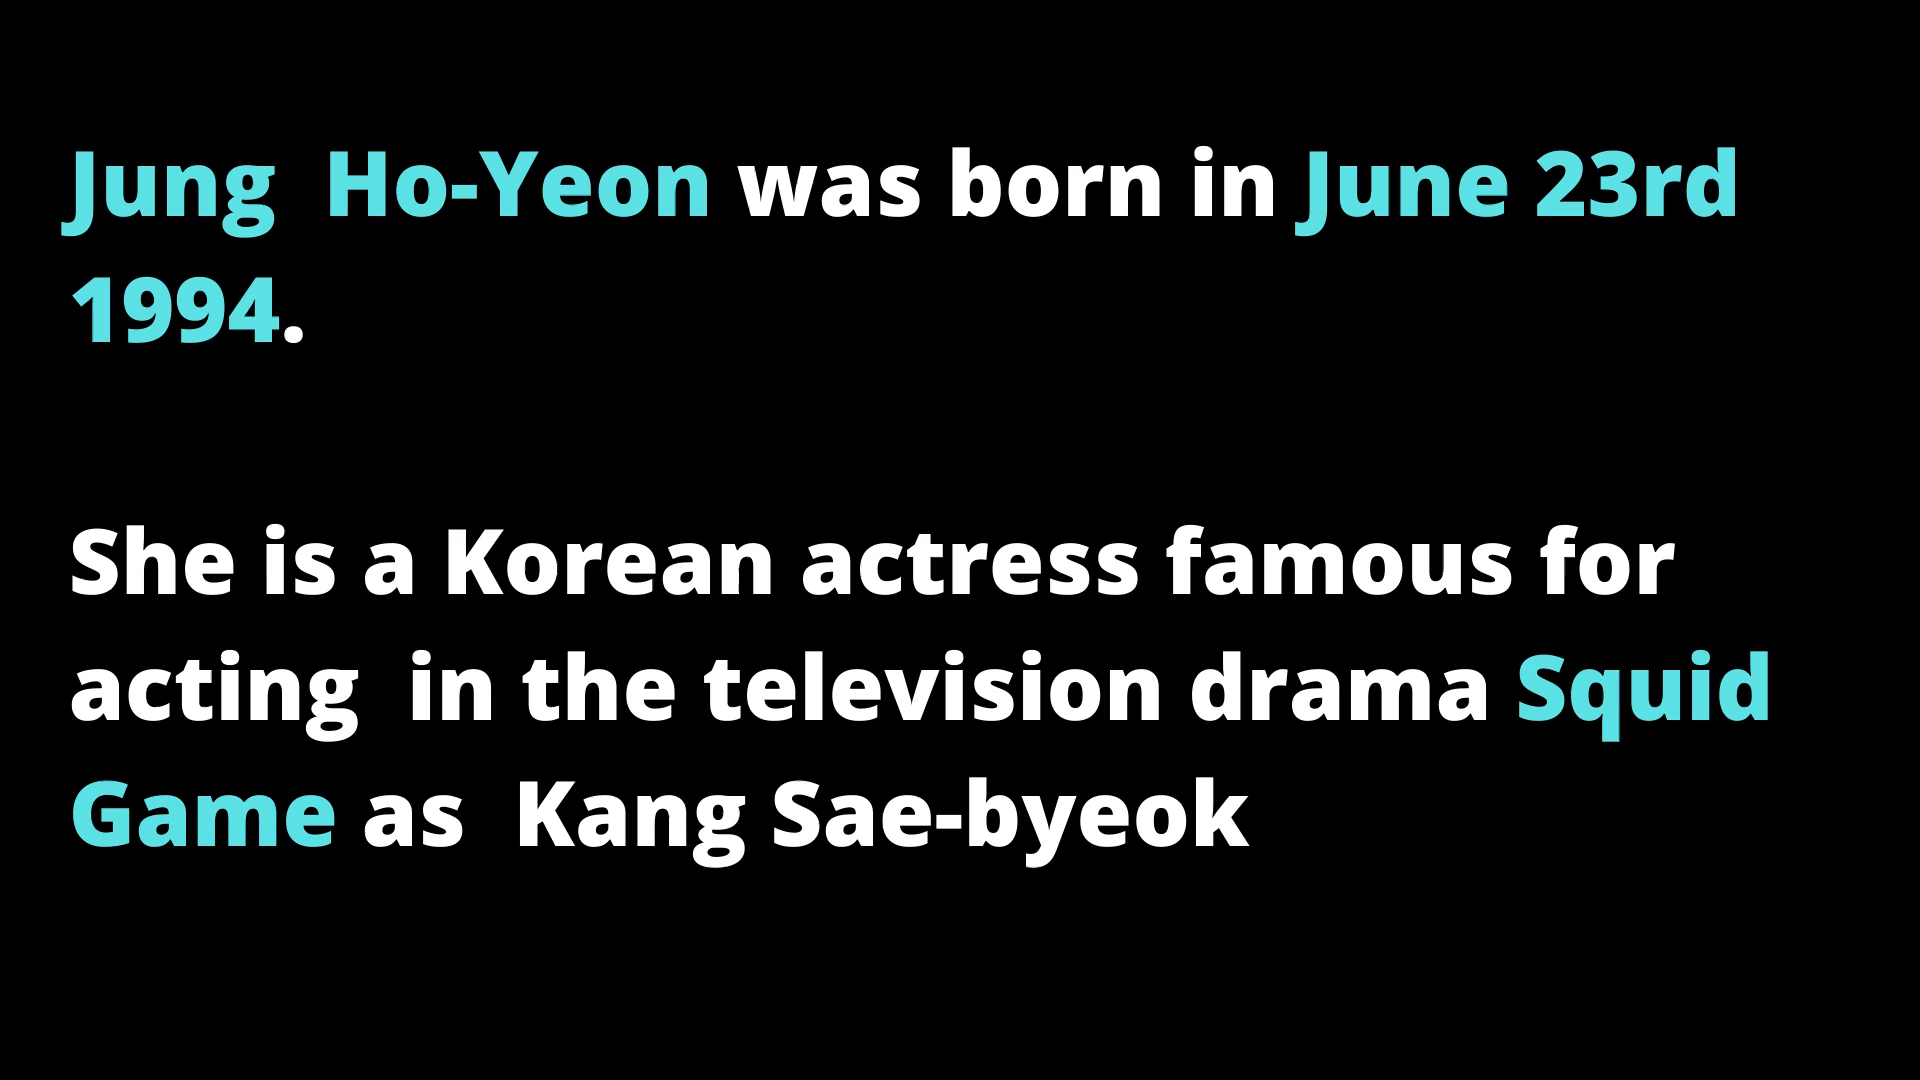 Jung  Ho-Yeon was born in June 23rd
1994.
She is a Korean actress famous for
acting  in the television drama Squid
Game as  Kang Sae-byeok